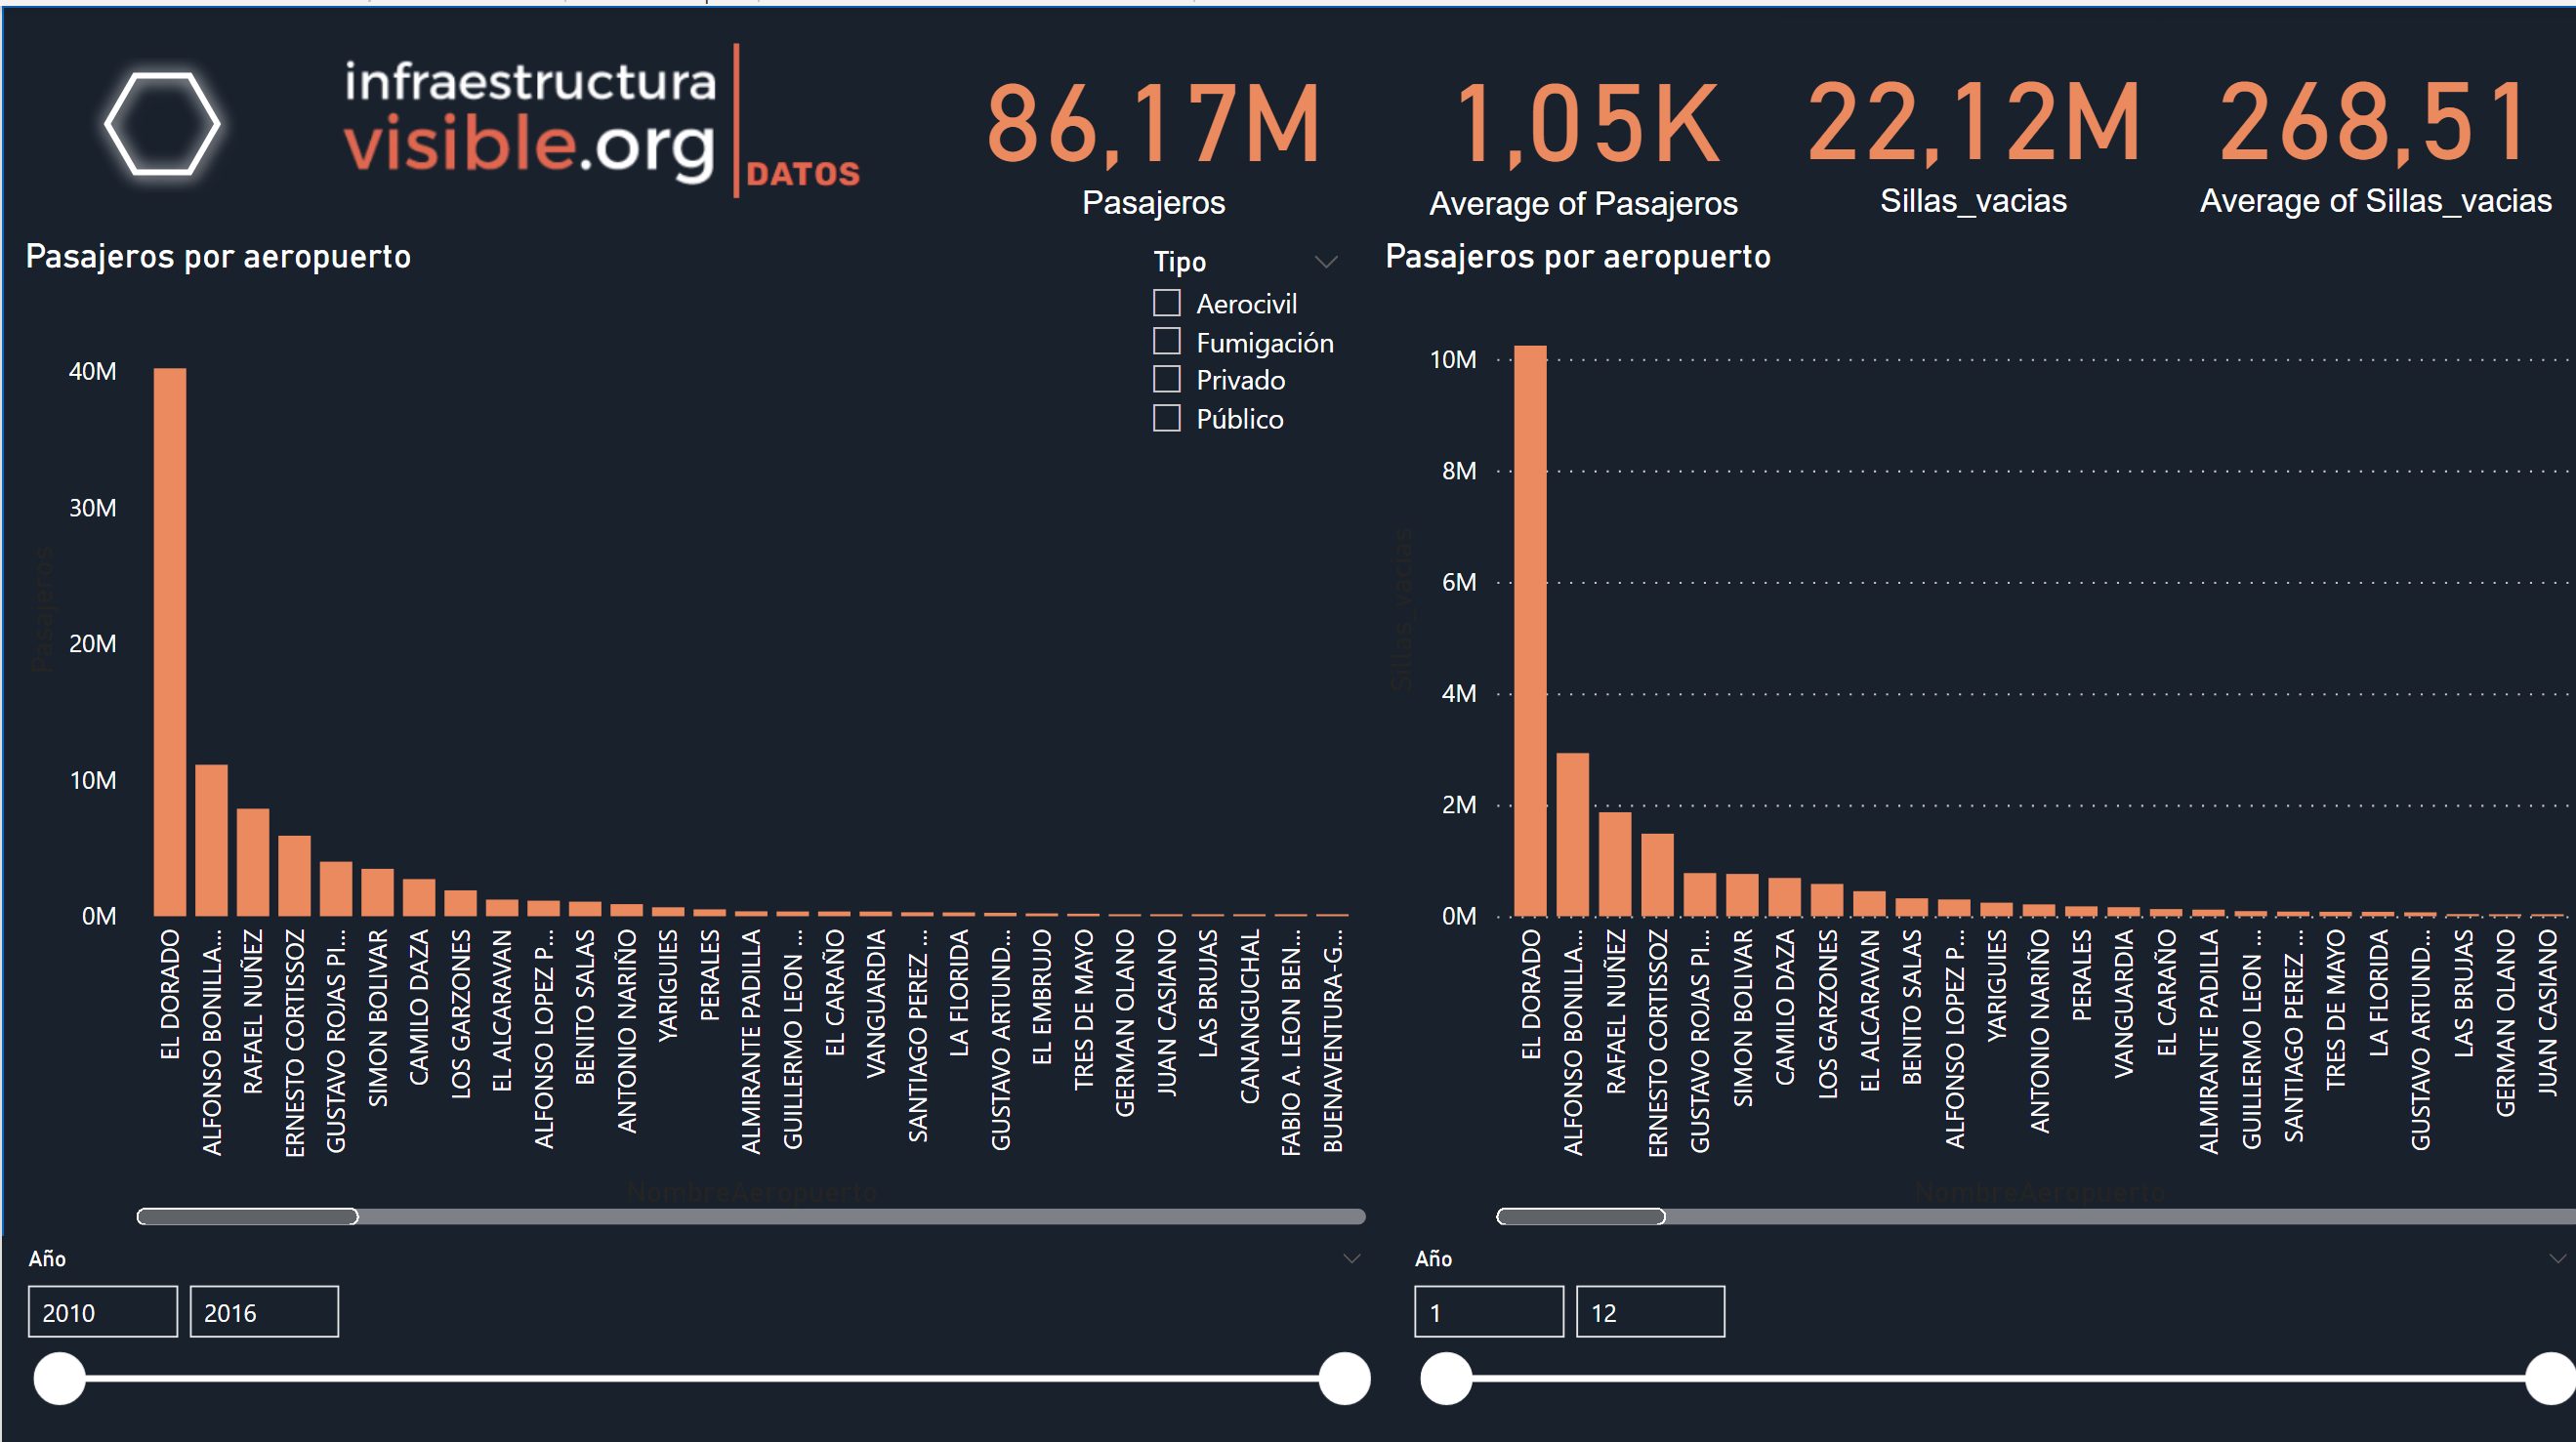 infraestructura
visible.org
DATOS
86,17M
Pasajeros
1,05K
Average of Pasajeros
22,12M
Sillas_vacias
268,51
Average of Sillas_vacias
Pasajeros por aeropuerto
Tipo
Aerocivil
Fumigación
Privado
Público
Pasajeros
40M
30M
20M
10M
0M
EL DORADO
ALFONSO BONILLA...
RAFAEL NUÑEZ
ERNESTO CORTISSOZ
GUSTAVO ROJAS PI...
SIMON BOLIVAR
CAMILO DAZA
LOS GARZONES
EL ALCARAVAN
ALFONSO LOPEZ P...
BENITO SALAS
ANTONIO NARIÑO
YARIGUIES
PERALES
ALMIRANTE PADILLA
GUILLERMO LEON ...
EL CARAÑO
VANGUARDIA
SANTIAGO PEREZ ...
LA FLORIDA
GUSTAVO ARTUND...
EL EMBRUJO
TRES DE MAYO
GERMAN OLANO
JUAN CASIANO
LAS BRUJAS
CANANGUCHAL
FABIO A. LEON BEN...
BUENAVENTURA-G...
NombreAeropuerto
Pasajeros por aeropuerto
Sillas_vacias
10M
8M
6M
4M
2M
0M
EL DORADO
ALFONSO BONILLA...
RAFAEL NUÑEZ
ERNESTO CORTISSOZ
GUSTAVO ROJAS PI...
SIMON BOLIVAR
CAMILO DAZA
LOS GARZONES
EL ALCARAVAN
BENITO SALAS
ALFONSO LOPEZ P...
YARIGUIES
ANTONIO NARIÑO
PERALES
VANGUARDIA
EL CARAÑO
ALMIRANTE PADILLA
GUILLERMO LEON ...
SANTIAGO PEREZ ...
TRES DE MAYO
LA FLORIDA
GUSTAVO ARTUND...
LAS BRUJAS
GERMAN OLANO
JUAN CASIANO
NombreAeropuerto
Año
2010
2016
Año
1
12